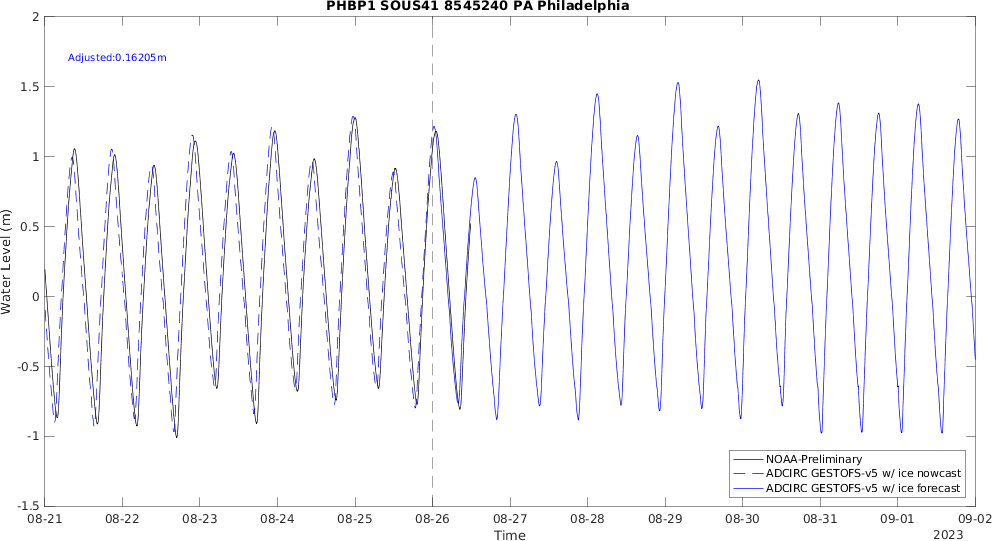 PHBP1 SOUS41 8545240 PA Philadelphia
Adjusted:0.16205m
2
1.5
1
0.5
0
-0.5
-1
-1.5
Water Level (m)
08-21 08-22 08-23 08-24 08-25 08-26 08-27 08-28 08-29 08-30 08-31 09-01 09-02
Time
2023
NOAA-Preliminary
ADCIRC GESTOFS-v5 w/ ice nowcast
ADCIRC GESTOFS-v5 w/ ice forecast